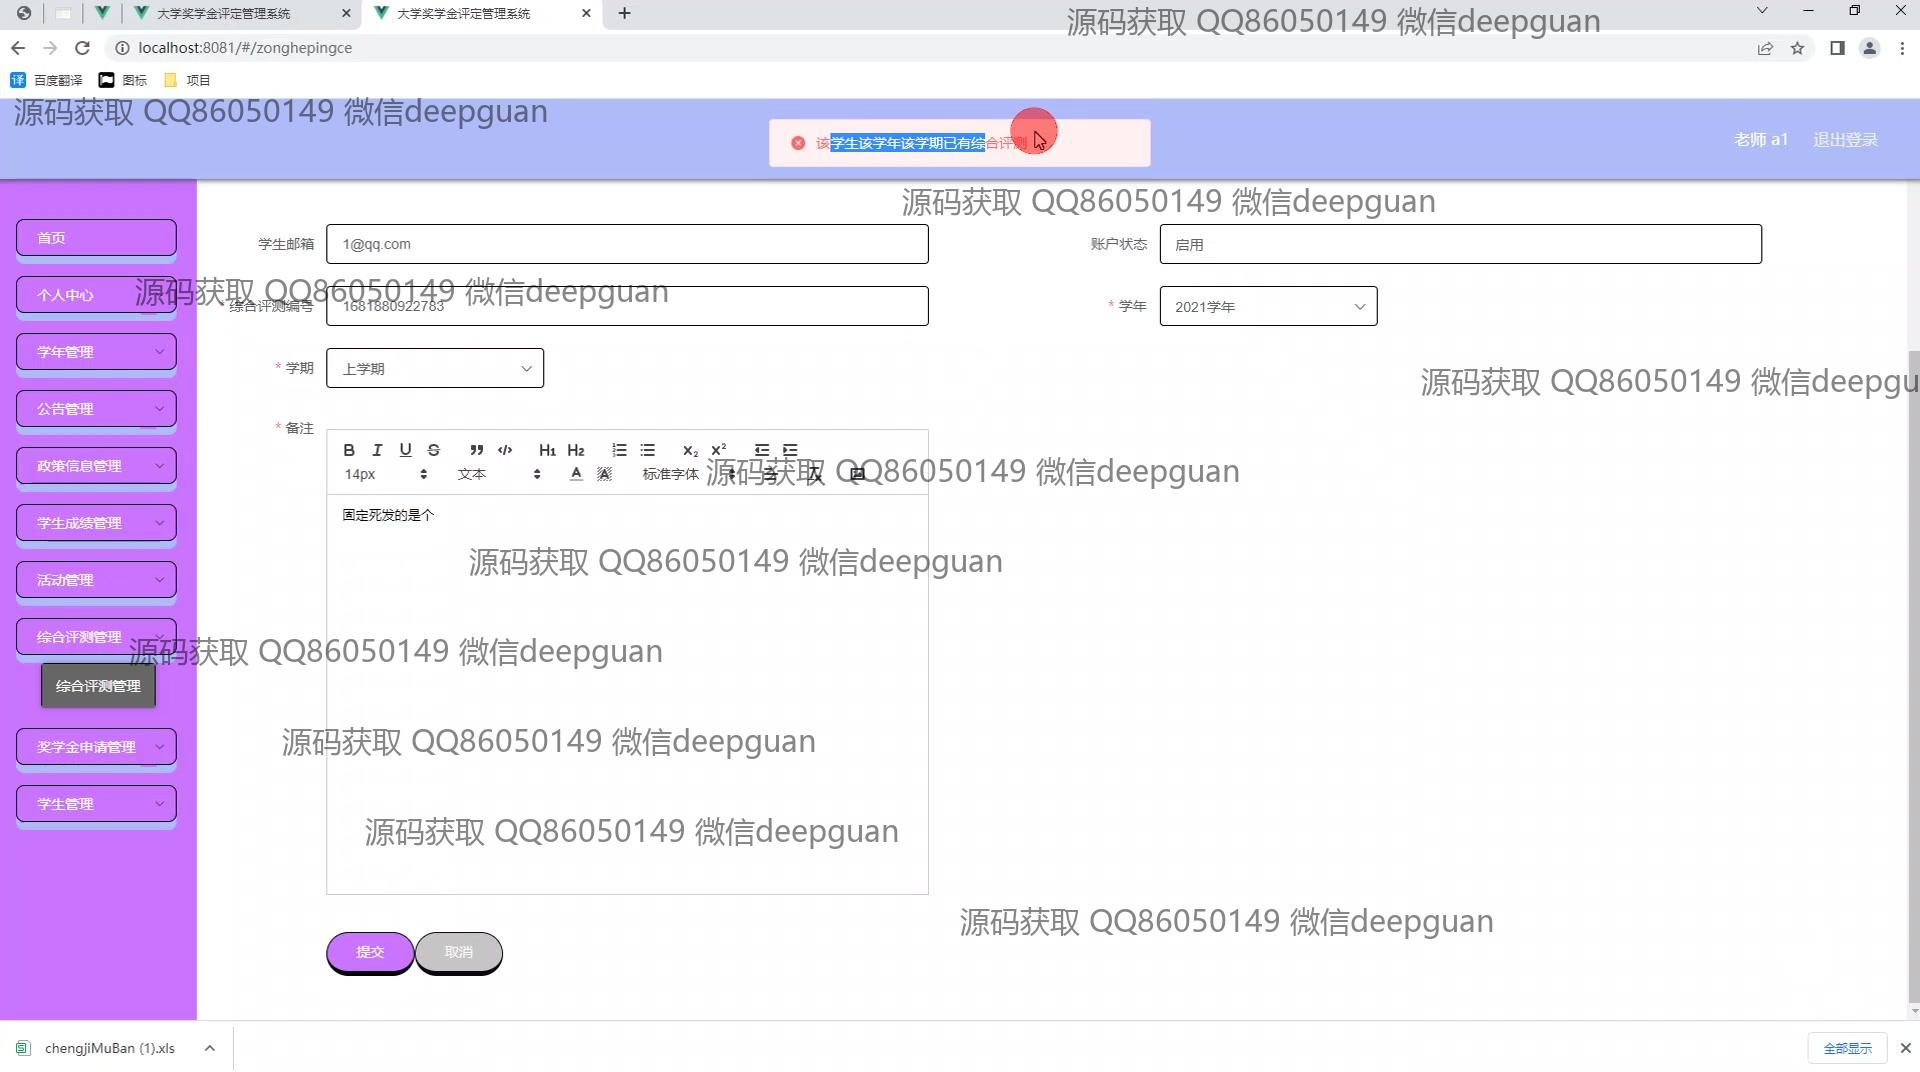 大学奖学金评定管理系统
大学奖学金评定管理系统
源码获取 QQ86050149 微信deepguan
localhost:8081/#/zonghepingce
译 百度翻译
图标
项目
源码获取 QQ86050149 微信deepguan
该学生该学年该学期已有综合评测
老师 a1
退出登录
源码获取 QQ86050149 微信deepguan
首页
学生邮箱
1@qq.com
账户状态
启用
个人中心
源码获取 QQ86050149 微信deepguan
* 综合评测编号
1681880922783
* 学年
2021学年
学年管理
* 学期
上学期
源码获取 QQ86050149 微信deepgu
公告管理
* 备注
B I U S H1 H2 X2 X2
政策信息管理
14px
文本
A
标准字体
源码获取 QQ86050149 微信deepguan
学生成绩管理
固定死发的是个
源码获取 QQ86050149 微信deepguan
活动管理
综合评测管理
源码获取 QQ86050149 微信deepguan
综合评测管理
奖学金申请管理
源码获取 QQ86050149 微信deepguan
学生管理
源码获取 QQ86050149 微信deepguan
源码获取 QQ86050149 微信deepguan
提交
取消
chengjiMuBan (1).xls
全部显示